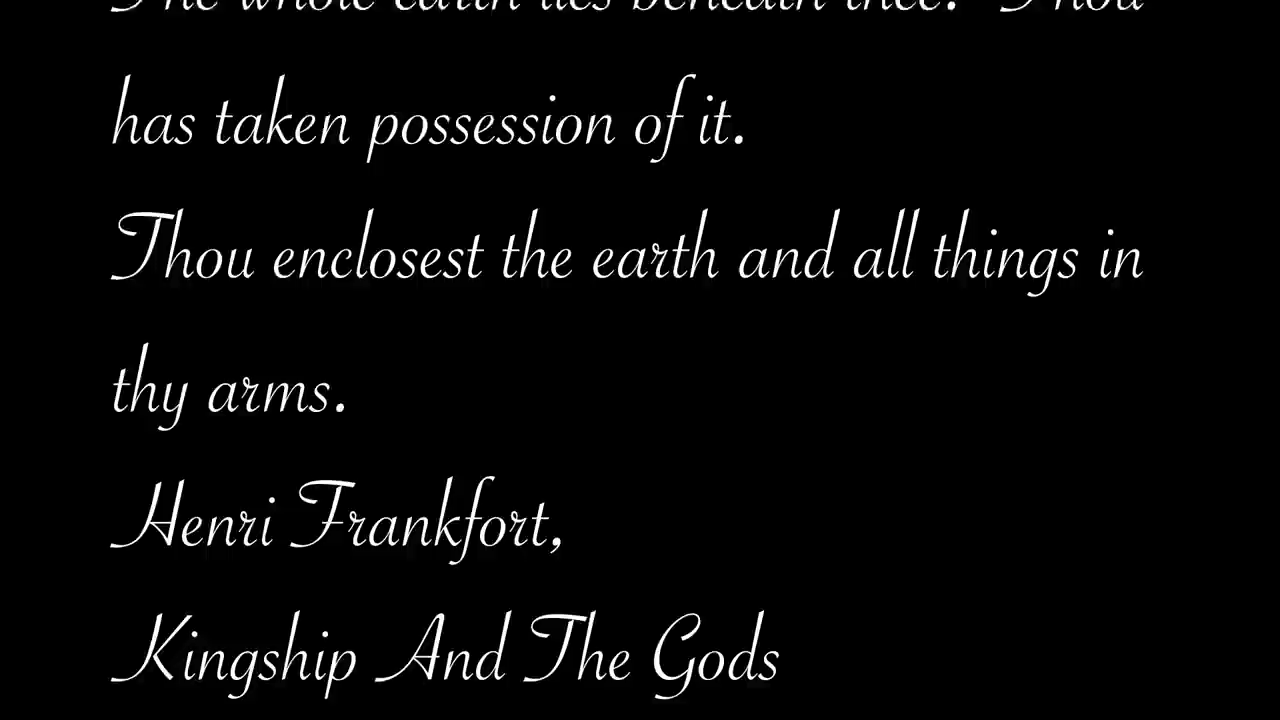 The whole earth lies beneath thee. Thou
has taken possession of it.
Thou enclosest the earth and all things in
thy arms.
Henri Frankfort,
Kingship And The Gods